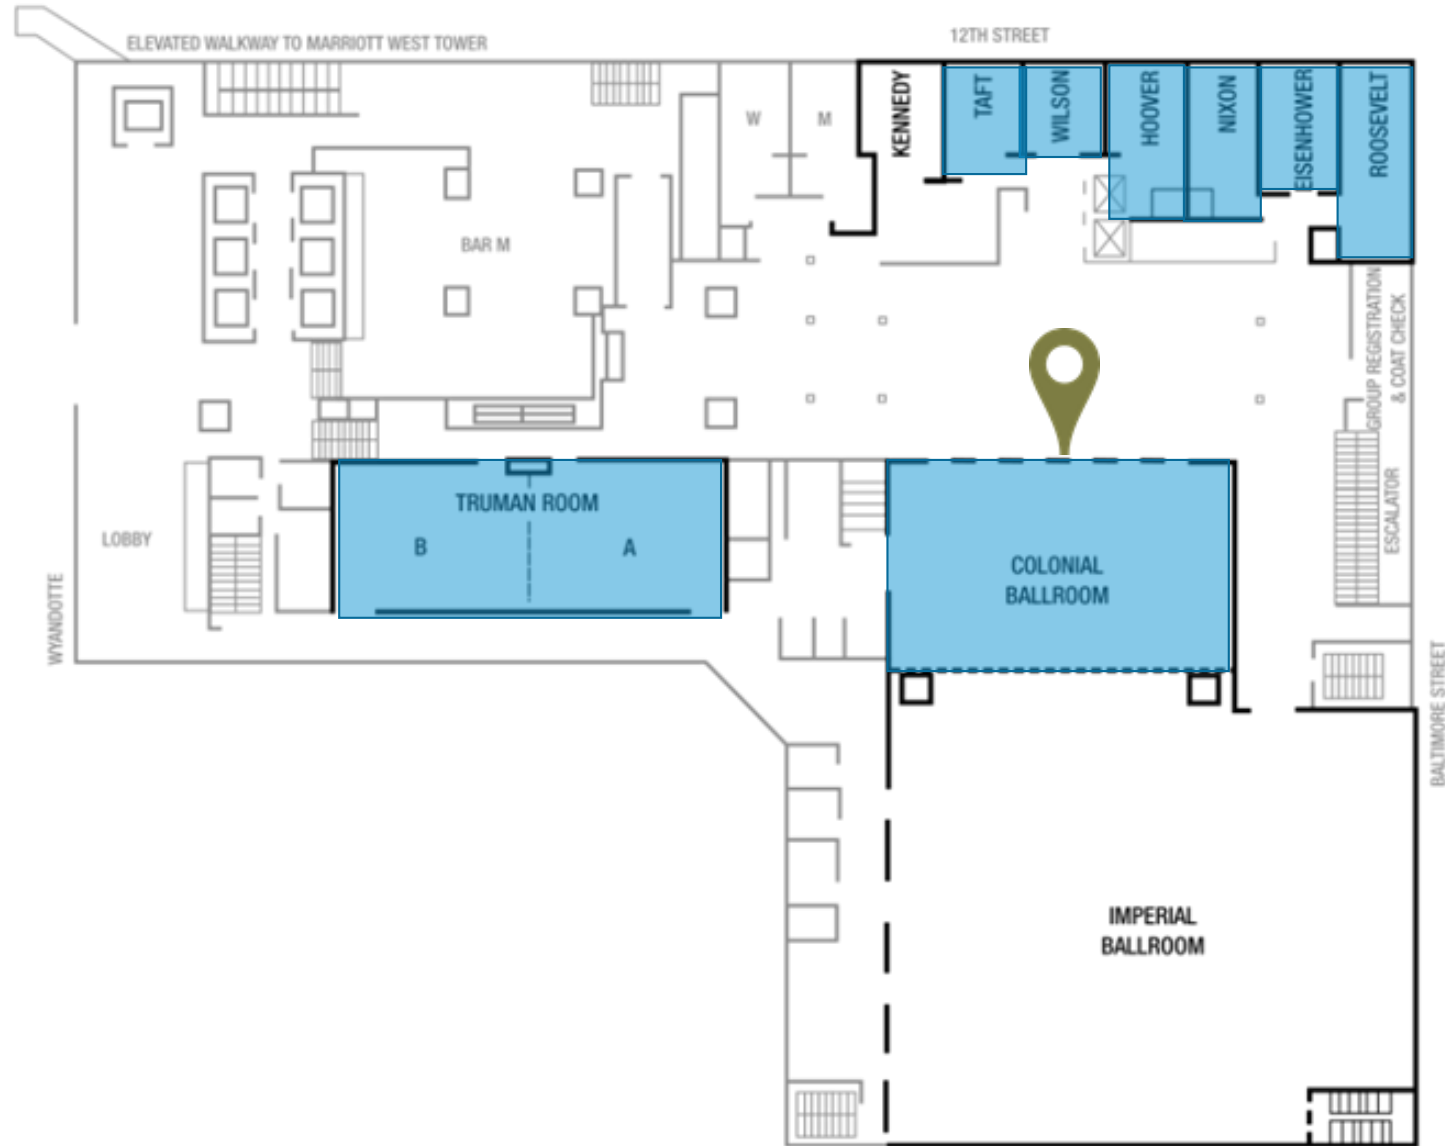 ELEVATED WALKWAY TO MARRIOTT WEST TOWER
12TH STREET
W
M
KENNEDY
TAFT
WILSON
HOOVER
NIXON
EISENHOWER
ROOSEVELT
BAR M
GROUP REGISTRATION
& COAT CHECK
TRUMAN ROOM
B
A
LOBBY
WYANDOTTE
COLONIAL
BALLROOM
ESCALATOR
BALTIMORE STREET
IMPERIAL
BALLROOM